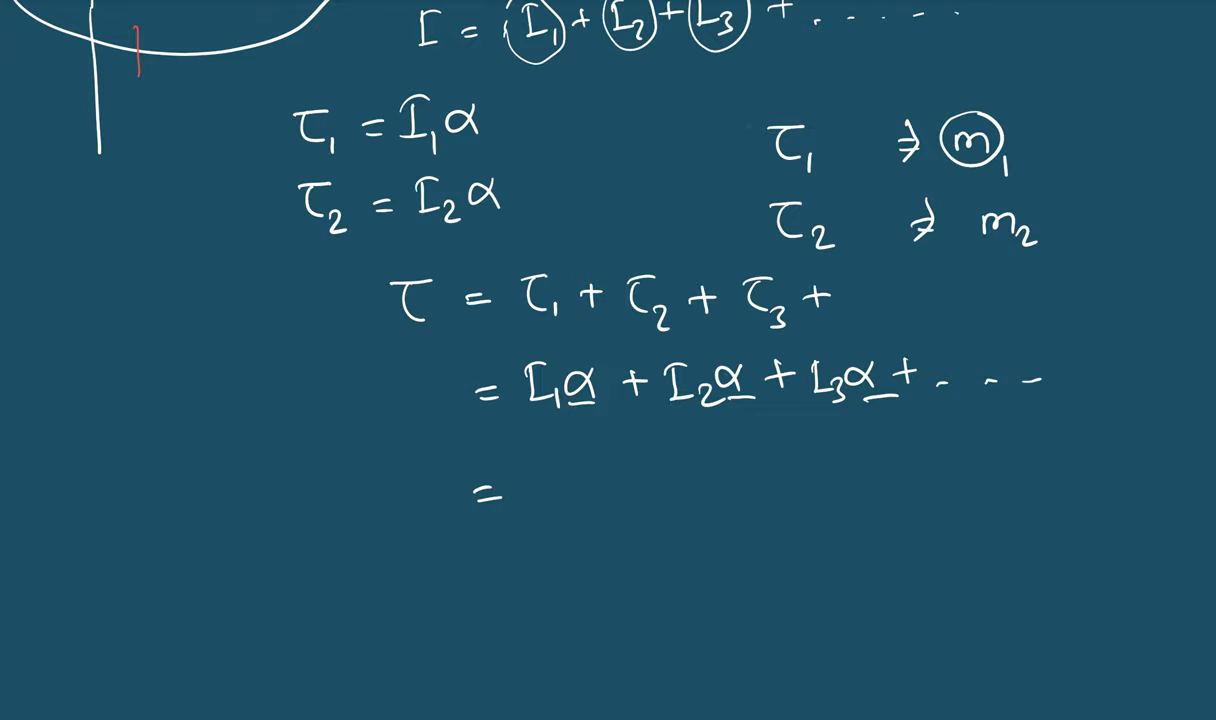 I = I₁ + I₂ + I₃ + . . . . .
τ₁ = I₁α
τ₂ = I₂α
τ₁ ⇒ m₁
τ₂ ⇒ m₂
τ = τ₁ + τ₂ + τ₃ +
= I₁α + I₂α + I₃α + - - -
=